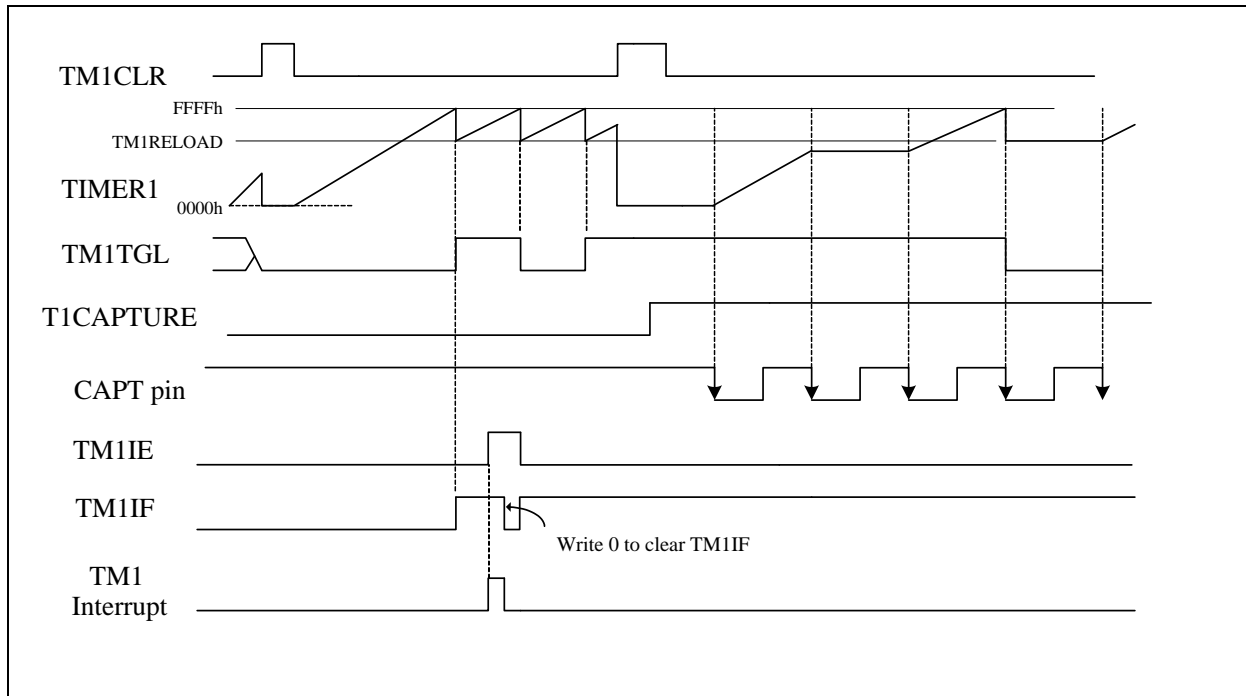 TM1CLR
FFFFh
TM1RELOAD
TIMER1
0000h
TM1TGL
T1CAPTURE
CAPT pin
TM1IE
TM1IF
Write 0 to clear TM1IF
TM1
Interrupt